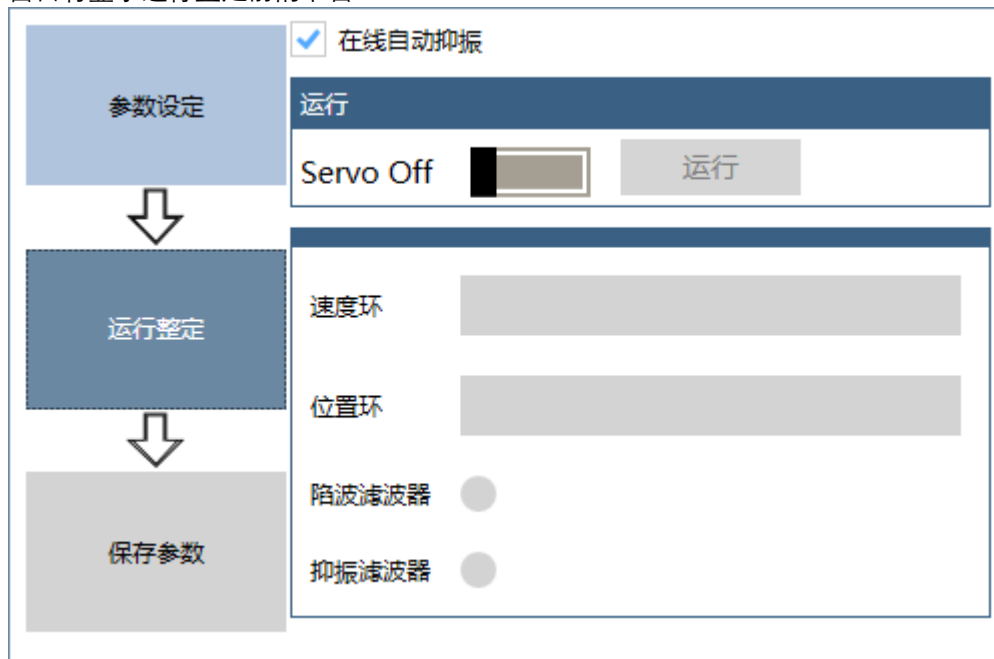 在线自动抑振
参数设定
运行
Servo Off
运行
运行整定
速度环
位置环
陷波滤波器
保存参数
抑振滤波器